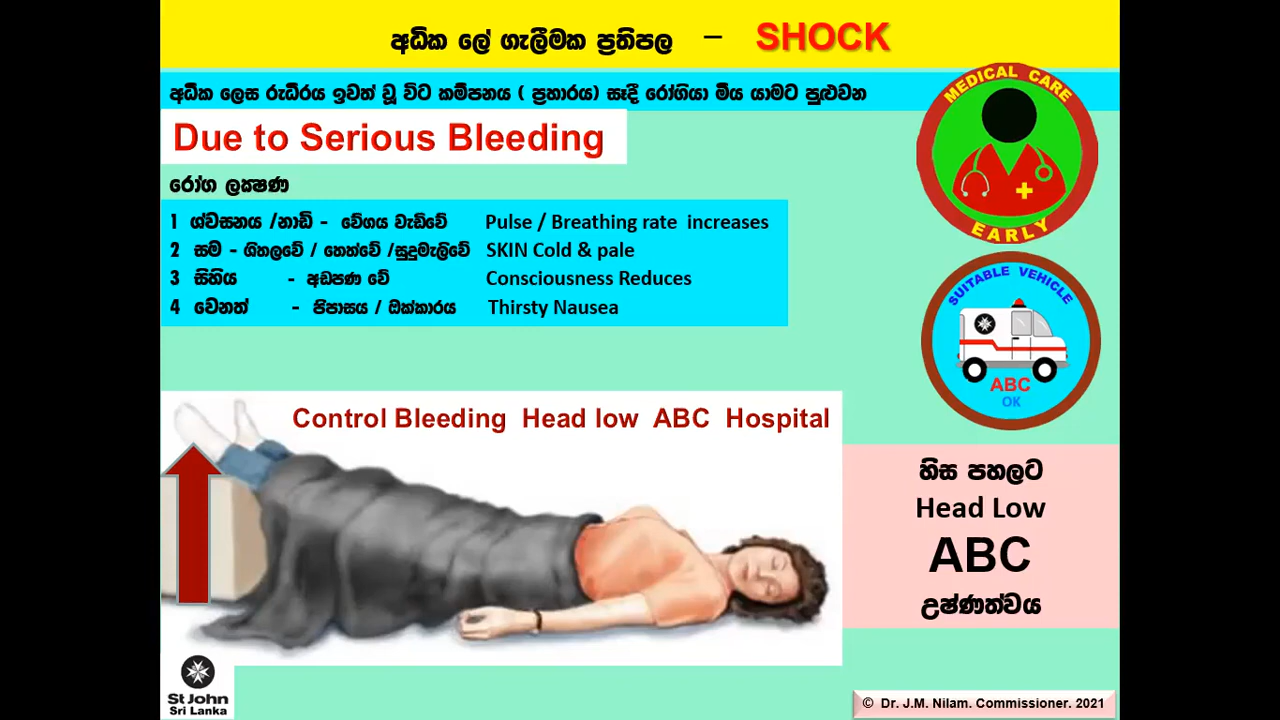 අධික ලේ ගැලීමක ප්‍රතිපල – SHOCK
අධික ලෙස රුධිරය ඉවත් වූ විට කම්පනය ( ප්‍රහාරය) සෑදී රෝගියා මිය යාමට පුළුවන
Due to Serious Bleeding
රෝග ලක්‍ෂණ
1 ශ්වසනය /නාඩි - වේගය වැඩිවේ Pulse / Breathing rate increases
2 සම - ශීතලවේ / තෙත්වේ /සුදුමැලිවේ SKIN Cold & pale
3 සිහිය - අඩපණ වේ Consciousness Reduces
4 වෙනත් - පිපාසය / ඔක්කාරය Thirsty Nausea
MEDICAL CARE
EARLY
SUITABLE VEHICLE
ABC
OK
Control Bleeding Head low ABC Hospital
හිස පහලට
Head Low
ABC
උෂ්ණත්වය
St John
Sri Lanka
© Dr. J.M. Nilam. Commissioner. 2021